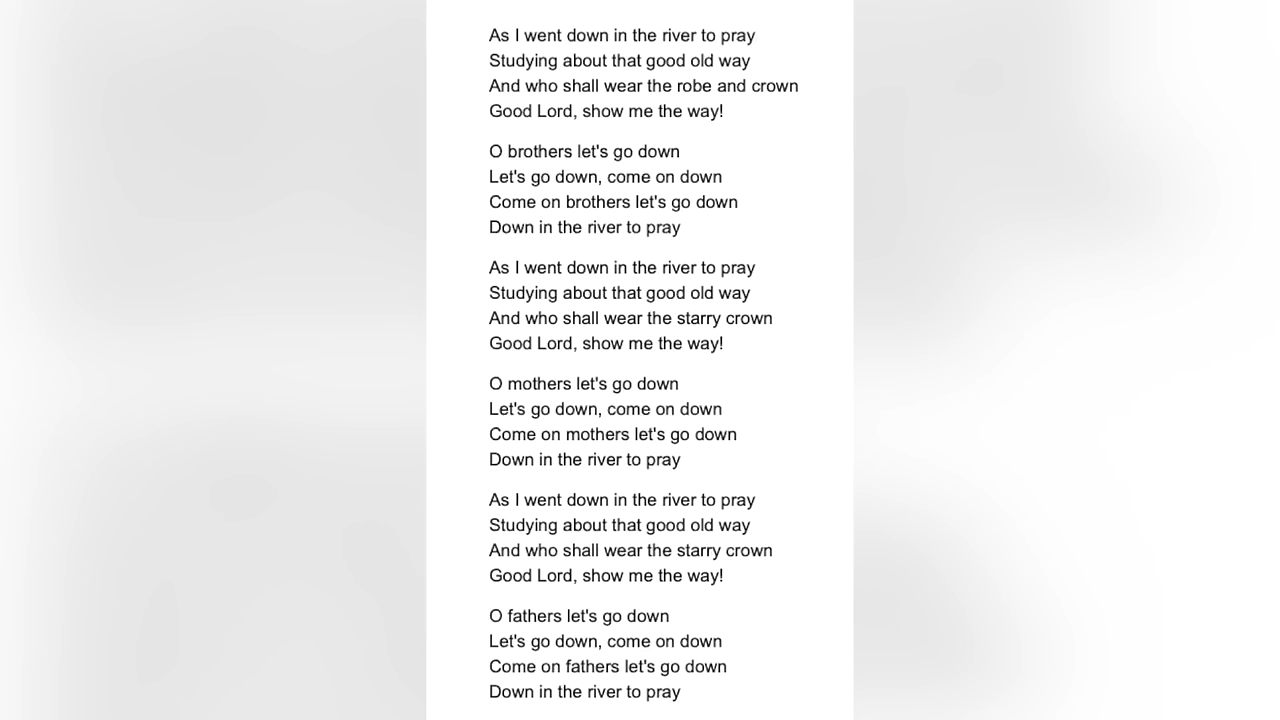 As I went down in the river to pray
Studying about that good old way
And who shall wear the robe and crown
Good Lord, show me the way!
O brothers let's go down
Let's go down, come on down
Come on brothers let's go down
Down in the river to pray
As I went down in the river to pray
Studying about that good old way
And who shall wear the starry crown
Good Lord, show me the way!
O mothers let's go down
Let's go down, come on down
Come on mothers let's go down
Down in the river to pray
As I went down in the river to pray
Studying about that good old way
And who shall wear the starry crown
Good Lord, show me the way!
O fathers let's go down
Let's go down, come on down
Come on fathers let's go down
Down in the river to pray